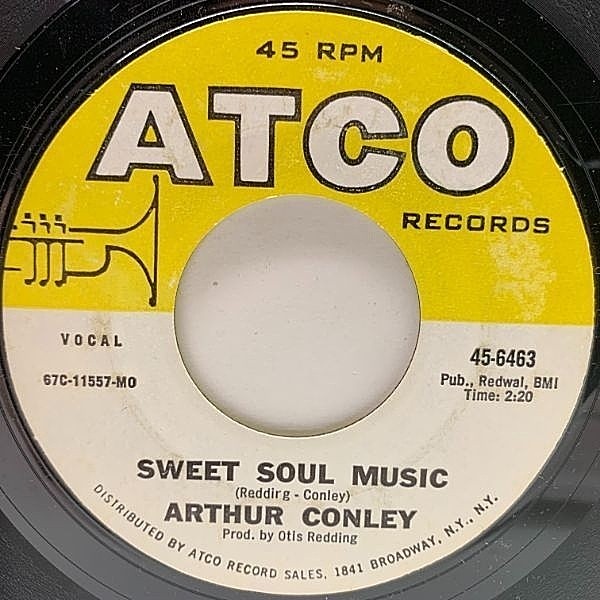 45 RPM
ATCO
RECORDS
VOCAL
67C-11557-MO
45-6463
Pub., Redwal, BMI
Time: 2:20
SWEET SOUL MUSIC
(Reddirg - Conley)
ARTHUR CONLEY
Prod. by Otis Redding
DISTRIBUTED BY ATCO RECORD SALES, 1841 BROADWAY, N.Y., N.Y.